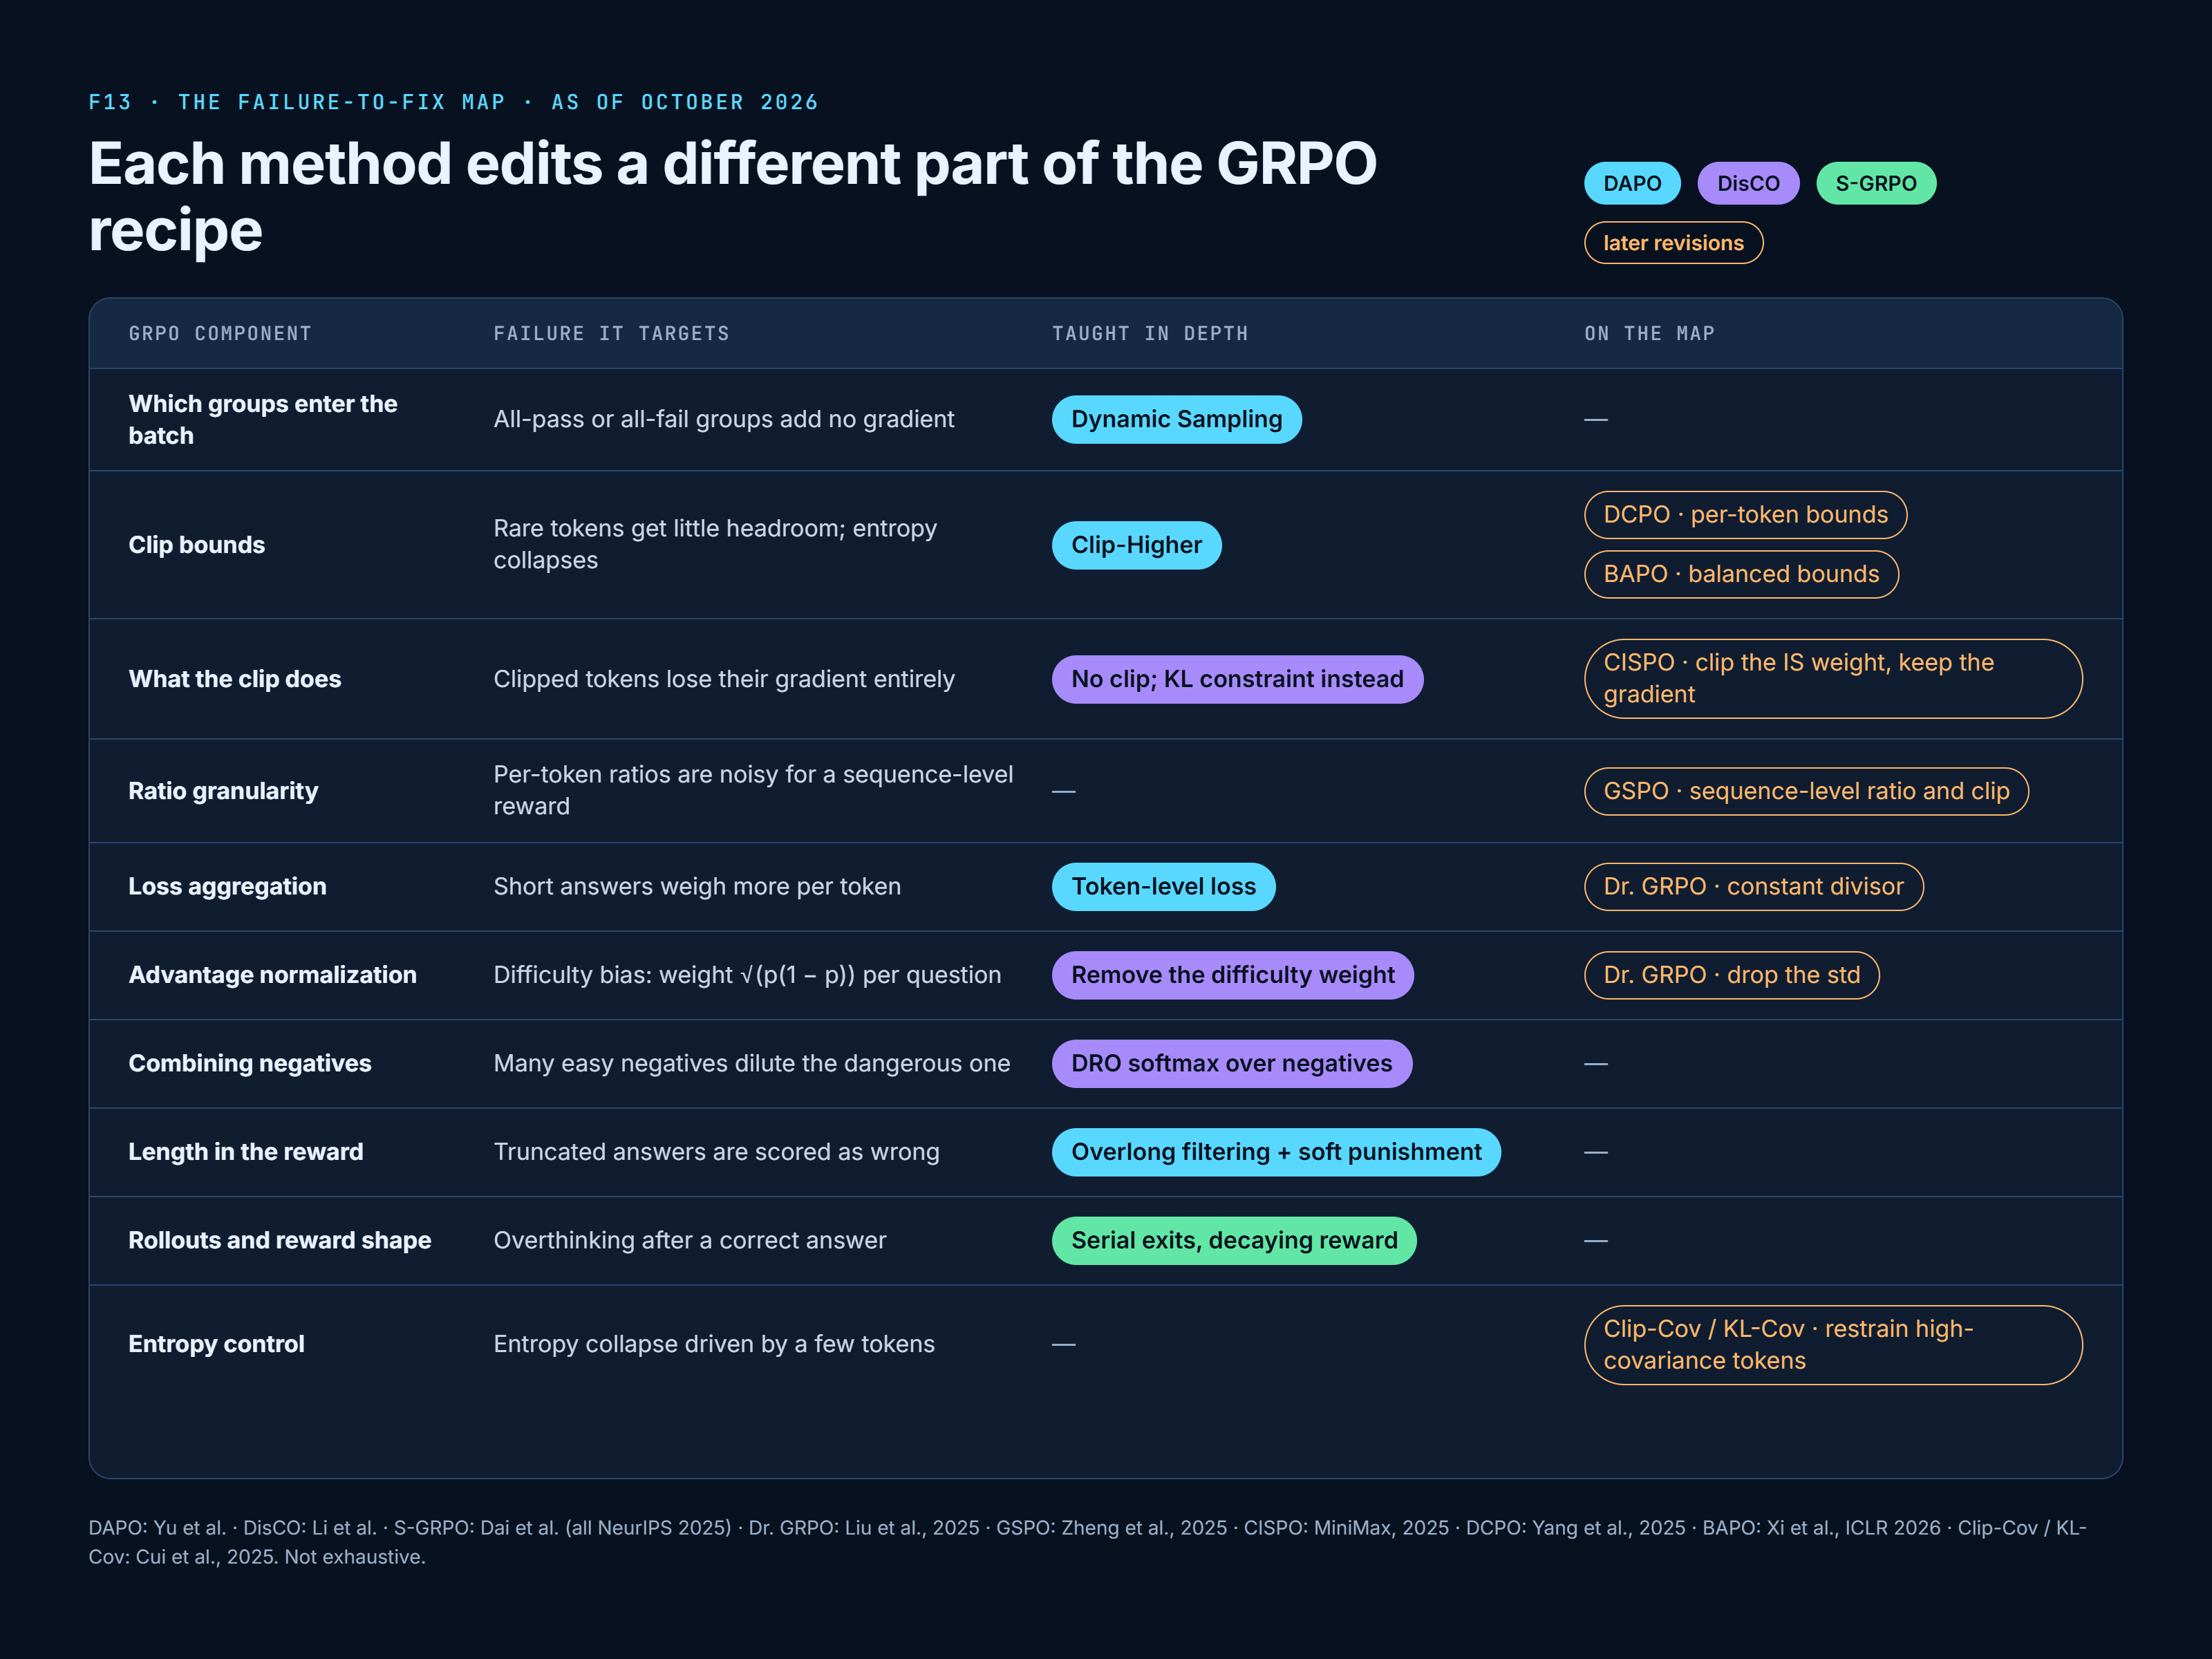 F13 · THE FAILURE-TO-FIX MAP · AS OF OCTOBER 2026
Each method edits a different part of the GRPO
recipe
DAPO
DisCO
S-GRPO
later revisions
GRPO COMPONENT
FAILURE IT TARGETS
TAUGHT IN DEPTH
ON THE MAP
Which groups enter the
batch
All-pass or all-fail groups add no gradient
Dynamic Sampling
—
Clip bounds
Rare tokens get little headroom; entropy
collapses
Clip-Higher
DCPO · per-token bounds
BAPO · balanced bounds
What the clip does
Clipped tokens lose their gradient entirely
No clip; KL constraint instead
CISPO · clip the IS weight, keep the
gradient
Ratio granularity
Per-token ratios are noisy for a sequence-level
reward
—
GSPO · sequence-level ratio and clip
Loss aggregation
Short answers weigh more per token
Token-level loss
Dr. GRPO · constant divisor
Advantage normalization
Difficulty bias: weight √(p(1 − p)) per question
Remove the difficulty weight
Dr. GRPO · drop the std
Combining negatives
Many easy negatives dilute the dangerous one
DRO softmax over negatives
—
Length in the reward
Truncated answers are scored as wrong
Overlong filtering + soft punishment
—
Rollouts and reward shape
Overthinking after a correct answer
Serial exits, decaying reward
—
Entropy control
Entropy collapse driven by a few tokens
—
Clip-Cov / KL-Cov · restrain high-
covariance tokens
DAPO: Yu et al. · DisCO: Li et al. · S-GRPO: Dai et al. (all NeurIPS 2025) · Dr. GRPO: Liu et al., 2025 · GSPO: Zheng et al., 2025 · CISPO: MiniMax, 2025 · DCPO: Yang et al., 2025 · BAPO: Xi et al., ICLR 2026 · Clip-Cov / KL-
Cov: Cui et al., 2025. Not exhaustive.